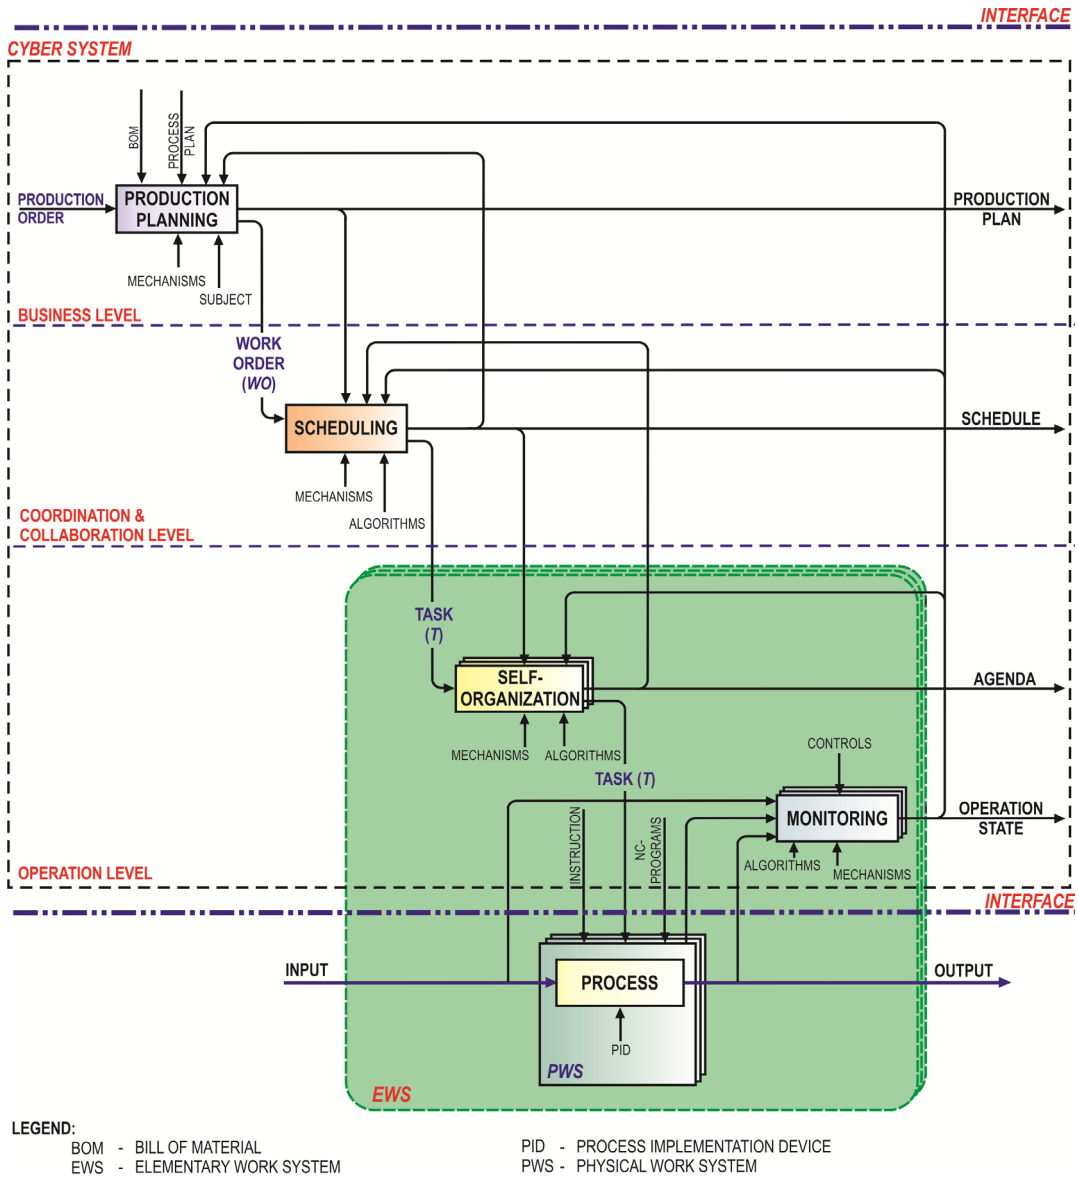 INTERFACE
CYBER SYSTEM
BOM
PROCESS
PLAN
PRODUCTION
ORDER
PRODUCTION
PLANNING
PRODUCTION
PLAN
MECHANISMS
SUBJECT
BUSINESS LEVEL
WORK
ORDER
(WO)
SCHEDULING
SCHEDULE
MECHANISMS
ALGORITHMS
COORDINATION &
COLLABORATION LEVEL
TASK
(T)
SELF-
ORGANIZATION
AGENDA
MECHANISMS
ALGORITHMS
TASK (T)
CONTROLS
INSTRUCTION
NC-
PROGRAMS
MONITORING
OPERATION
STATE
ALGORITHMS
MECHANISMS
OPERATION LEVEL
INTERFACE
INPUT
PROCESS
OUTPUT
PID
PWS
EWS
LEGEND:
BOM - BILL OF MATERIAL
EWS - ELEMENTARY WORK SYSTEM
PID - PROCESS IMPLEMENTATION DEVICE
PWS - PHYSICAL WORK SYSTEM